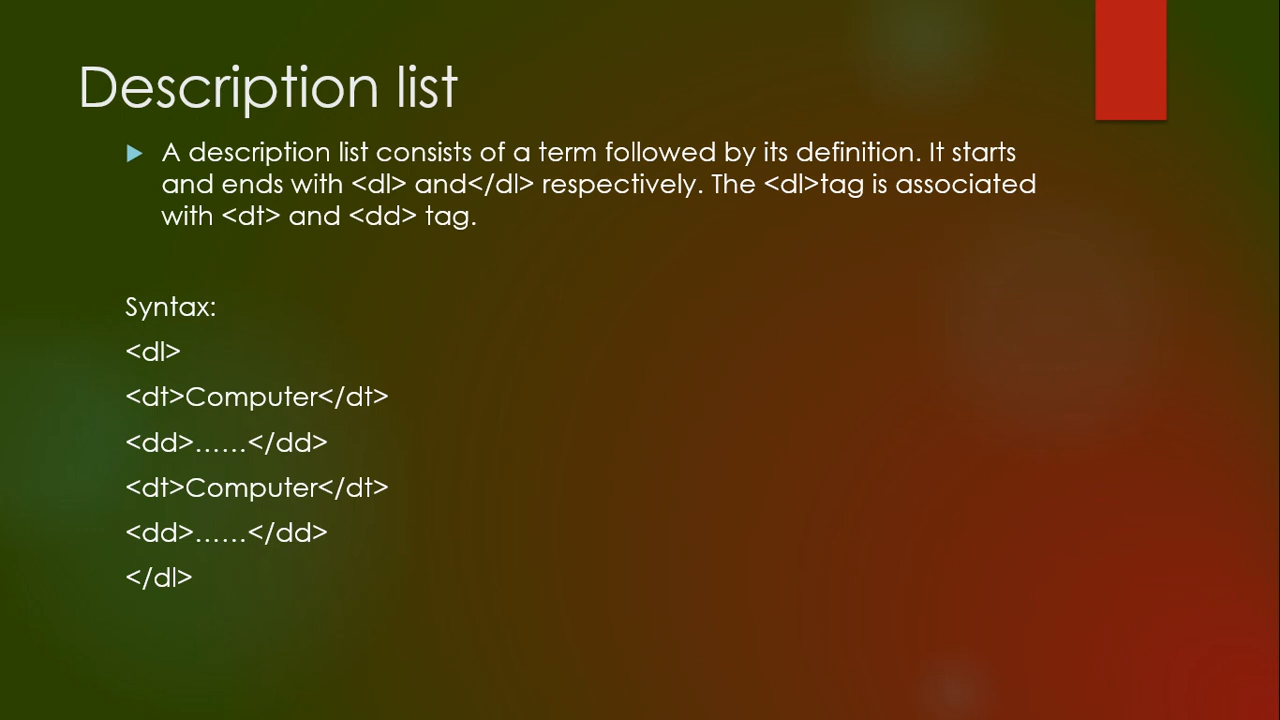 Description list
A description list consists of a term followed by its definition. It starts
and ends with <dl> and</dl> respectively. The <dl>tag is associated
with <dt> and <dd> tag.
Syntax:
<dl>
<dt>Computer</dt>
<dd>......</dd>
<dt>Computer</dt>
<dd>......</dd>
</dl>